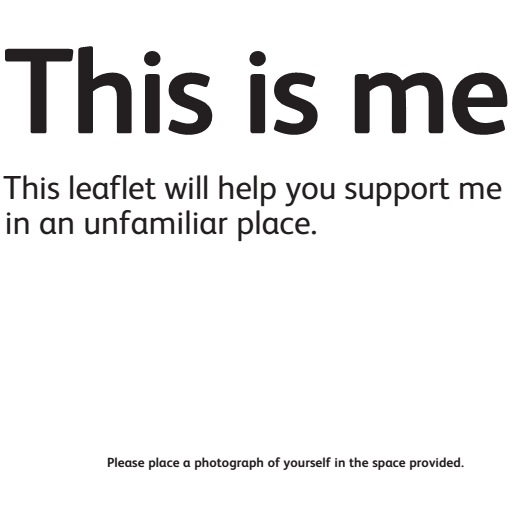 This is me
This leaflet will help you support me
in an unfamiliar place.
Please place a photograph of yourself in the space provided.